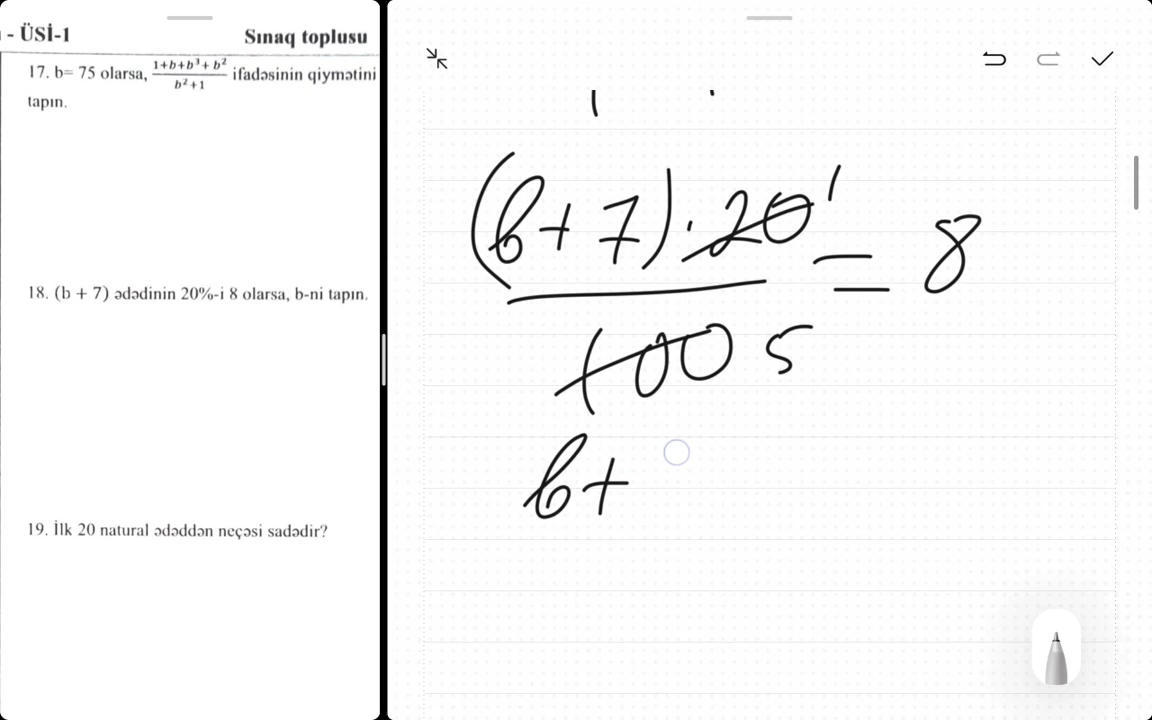 - ÜSİ-1
Sınaq toplusu
17. b= 75 olarsa, (1+b+b³+ b²)/(b²+1) ifadəsinin qiymətini
tapın.
18. (b + 7) ədədinin 20%-i 8 olarsa, b-ni tapın.
19. İlk 20 natural ədəddən neçəsi sadədir?
(b+7)·20 1
= 8
100 5
b+